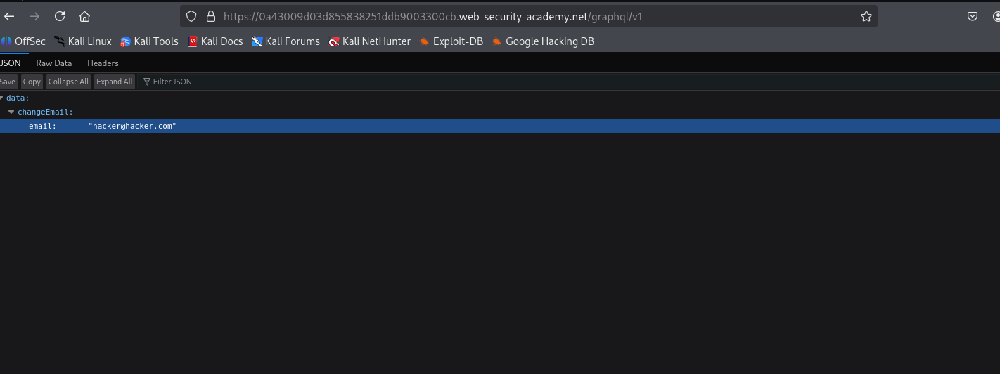 https://0a43009d03d855838251ddb9003300cb.web-security-academy.net/graphql/v1
OffSec Kali Linux Kali Tools Kali Docs Kali Forums Kali NetHunter Exploit-DB Google Hacking DB
JSON Raw Data Headers
Save Copy Collapse All Expand All Filter JSON
data:
changeEmail:
email: "hacker@hacker.com"